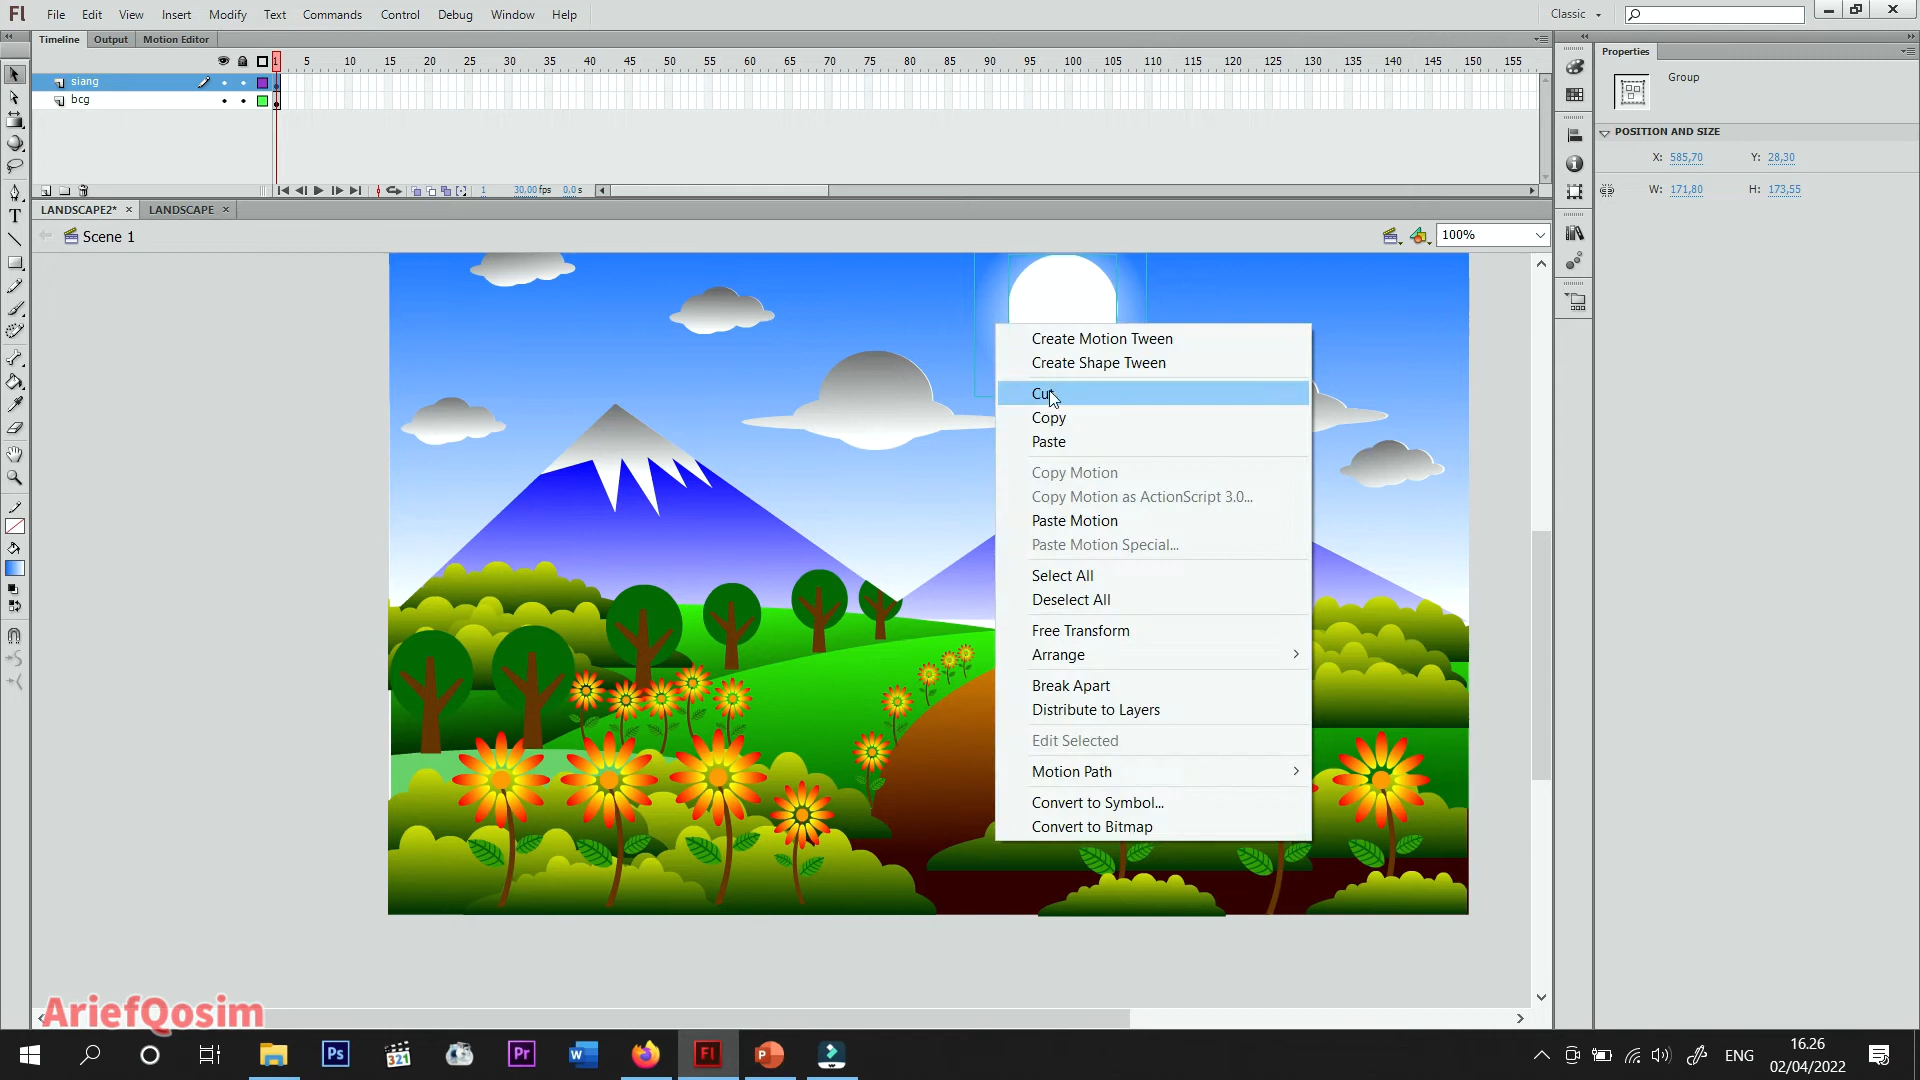 Fl File Edit View Insert Modify Text Commands Control Debug Window Help Classic
Timeline Output Motion Editor
Properties
Group
1 5 10 15 20 25 30 35 40 45 50 55 60 65 70 75 80 85 90 95 100 105 110 115 120 125 130 135 140 145 150 155
siang
bcg
POSITION AND SIZE
X: 585,70 Y: 28,30
W: 171,80 H: 173,55
1 30,00 fps 0,0 s
LANDSCAPE2* × LANDSCAPE ×
Scene 1
100%
Create Motion Tween
Create Shape Tween
Cut
Copy
Paste
Copy Motion
Copy Motion as ActionScript 3.0...
Paste Motion
Paste Motion Special...
Select All
Deselect All
Free Transform
Arrange
Break Apart
Distribute to Layers
Edit Selected
Motion Path
Convert to Symbol...
Convert to Bitmap
AriefQosim
Ps
321
Pr
W
Fl
P
ENG
16.26
02/04/2022